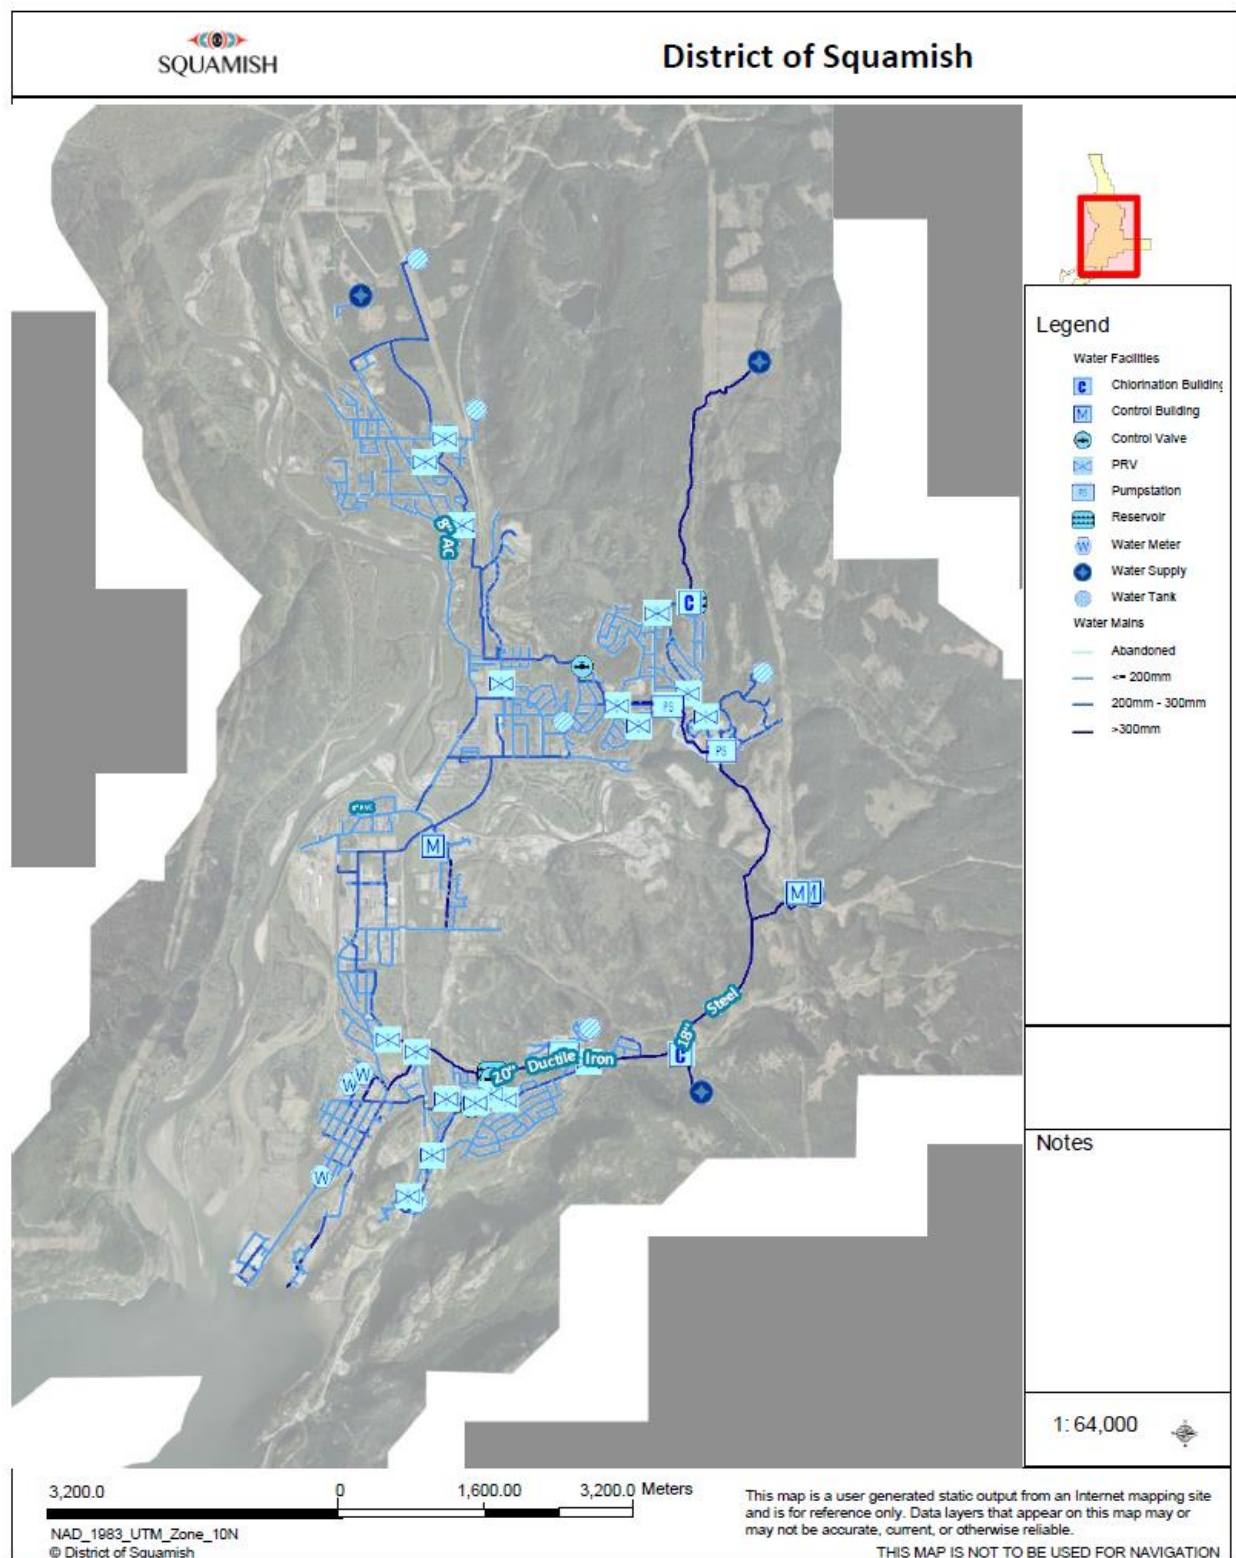 SQUAMISH
District of Squamish
Legend
Water Facilities
C Chlorination Building
M Control Building
Control Valve
PRV
PS Pumpstation
Reservoir
W Water Meter
Water Supply
Water Tank
Water Mains
Abandoned
<= 200mm
200mm - 300mm
>300mm
8" AC
C
PS
PS
M
M
M
18" Steel
20" Ductile Iron
C
W
W
W
Notes
1: 64,000
3,200.0 0 1,600.00 3,200.0 Meters
NAD_1983_UTM_Zone_10N
© District of Squamish
This map is a user generated static output from an Internet mapping site
and is for reference only. Data layers that appear on this map may or
may not be accurate, current, or otherwise reliable.
THIS MAP IS NOT TO BE USED FOR NAVIGATION